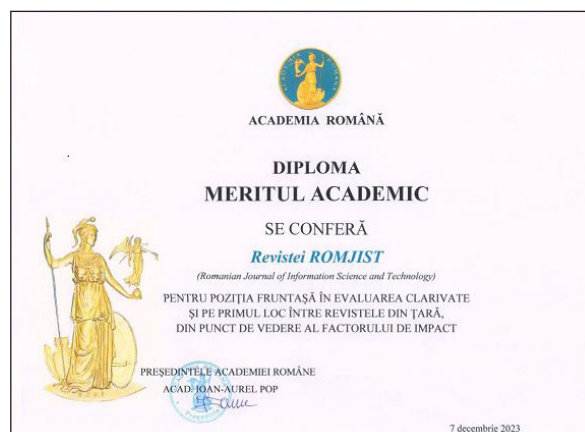 ACADEMIA ROMÂNĂ
DIPLOMA
MERITUL ACADEMIC
SE CONFERĂ
Revistei ROMJIST
(Romanian Journal of Information Science and Technology)
PENTRU POZIȚIA FRUNTAȘĂ ÎN EVALUAREA CLARIVATE
ȘI PE PRIMUL LOC ÎNTRE REVISTELE DIN ȚARĂ,
DIN PUNCT DE VEDERE AL FACTORULUI DE IMPACT
PREȘEDINTELE ACADEMIEI ROMÂNE
ACAD. IOAN-AUREL POP
7 decembrie 2023